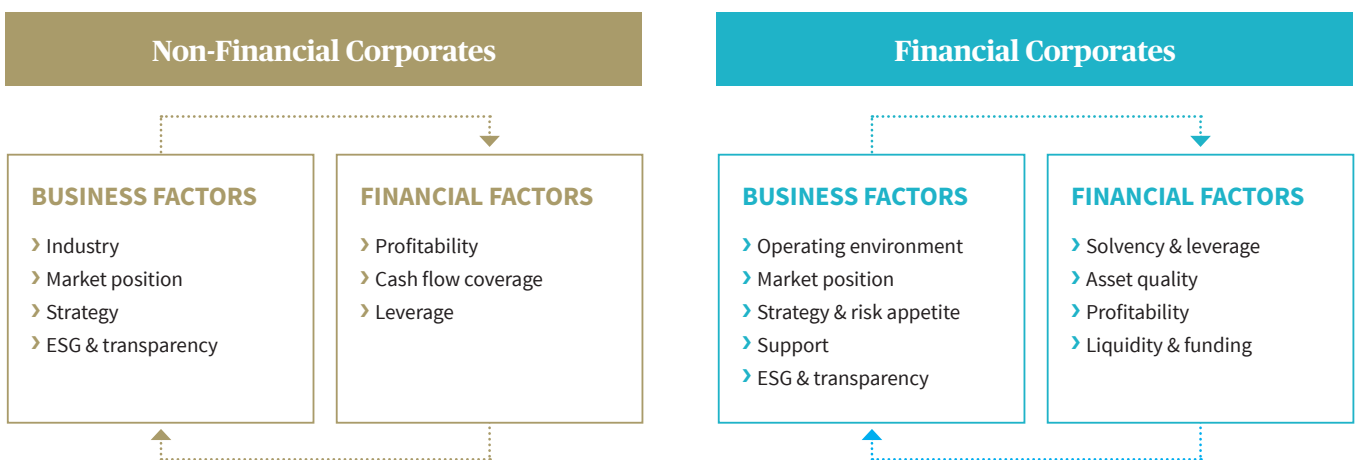 Non-Financial Corporates
BUSINESS FACTORS
› Industry
› Market position
› Strategy
› ESG & transparency
FINANCIAL FACTORS
› Profitability
› Cash flow coverage
› Leverage
Financial Corporates
BUSINESS FACTORS
› Operating environment
› Market position
› Strategy & risk appetite
› Support
› ESG & transparency
FINANCIAL FACTORS
› Solvency & leverage
› Asset quality
› Profitability
› Liquidity & funding